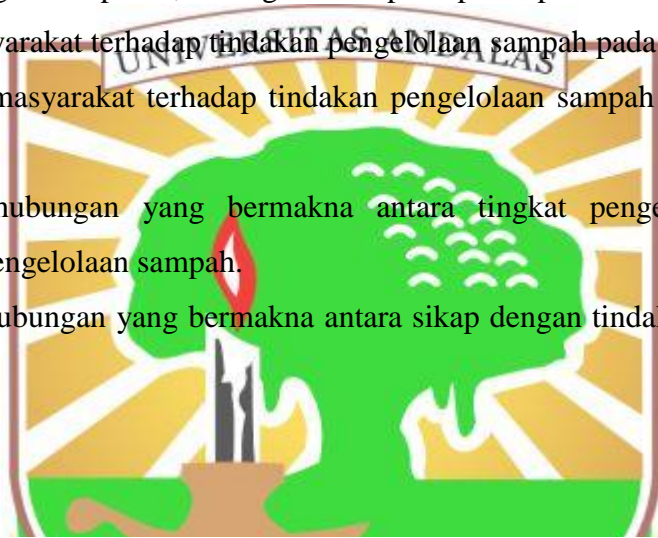 yarakat terhadap tindakan pengelolaan sampah pada
UNIVERSITAS ANDALAS
masyarakat terhadap tindakan pengelolaan sampah
hubungan yang bermakna antara tingkat penge
engelolaan sampah.
ubungan yang bermakna antara sikap dengan tinda